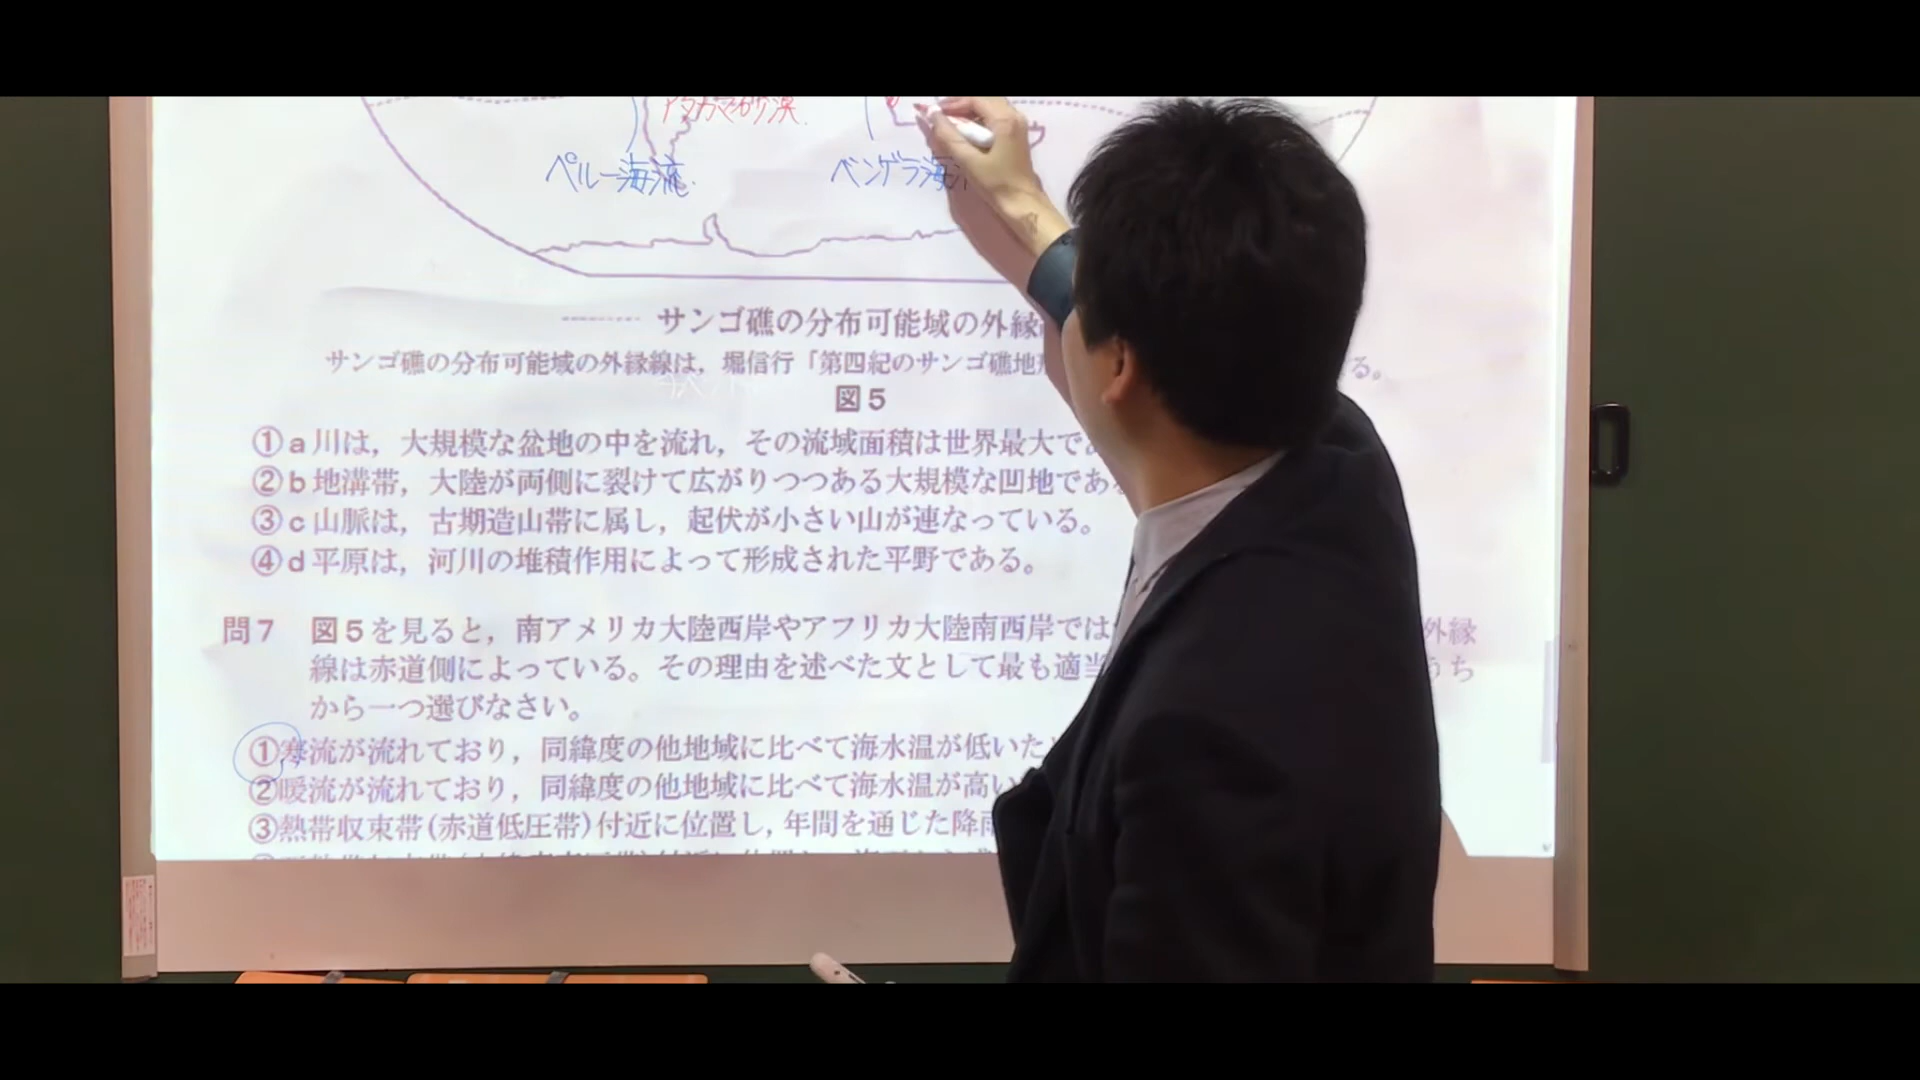 アタカマサバク漠
ウ
ペルー海流
ベンゲラ海
サンゴ礁の分布可能域の外縁
サンゴ礁の分布可能域の外縁線は，堀信行「第四紀のサンゴ礁地 る。
図5
①a川は，大規模な盆地の中を流れ，その流域面積は世界最大で
②b地溝帯，大陸が両側に裂けて広がりつつある大規模な凹地であ
③c山脈は，古期造山帯に属し，起伏が小さい山が連なっている。
④d平原は，河川の堆積作用によって形成された平野である。
問7 図5を見ると，南アメリカ大陸西岸やアフリカ大陸南西岸では 外縁
線は赤道側によっている。その理由を述べた文として最も適当 うち
から一つ選びなさい。
①寒流が流れており，同緯度の他地域に比べて海水温が低いた
②暖流が流れており，同緯度の他地域に比べて海水温が高い
③熱帯収束帯(赤道低圧帯)付近に位置し，年間を通じた降雨